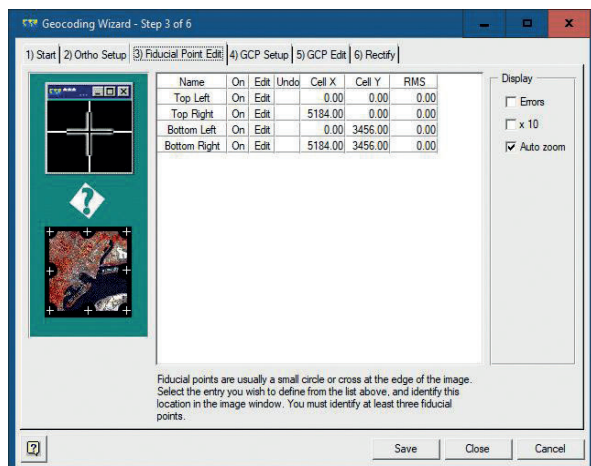 Geocoding Wizard - Step 3 of 6
1) Start 2) Ortho Setup 3) Fiducial Point Edit 4) GCP Setup 5) GCP Edit 6) Rectify
Name On Edit Undo Cell X Cell Y RMS
Top Left On Edit 0.00 0.00 0.00
Top Right On Edit 5184.00 0.00 0.00
Bottom Left On Edit 0.00 3456.00 0.00
Bottom Right On Edit 5184.00 3456.00 0.00
Display
Errors
x 10
Auto zoom
Fiducial points are usually a small circle or cross at the edge of the image.
Select the entry you wish to define from the list above, and identify this
location in the image window. You must identify at least three fiducial
points.
Save Close Cancel